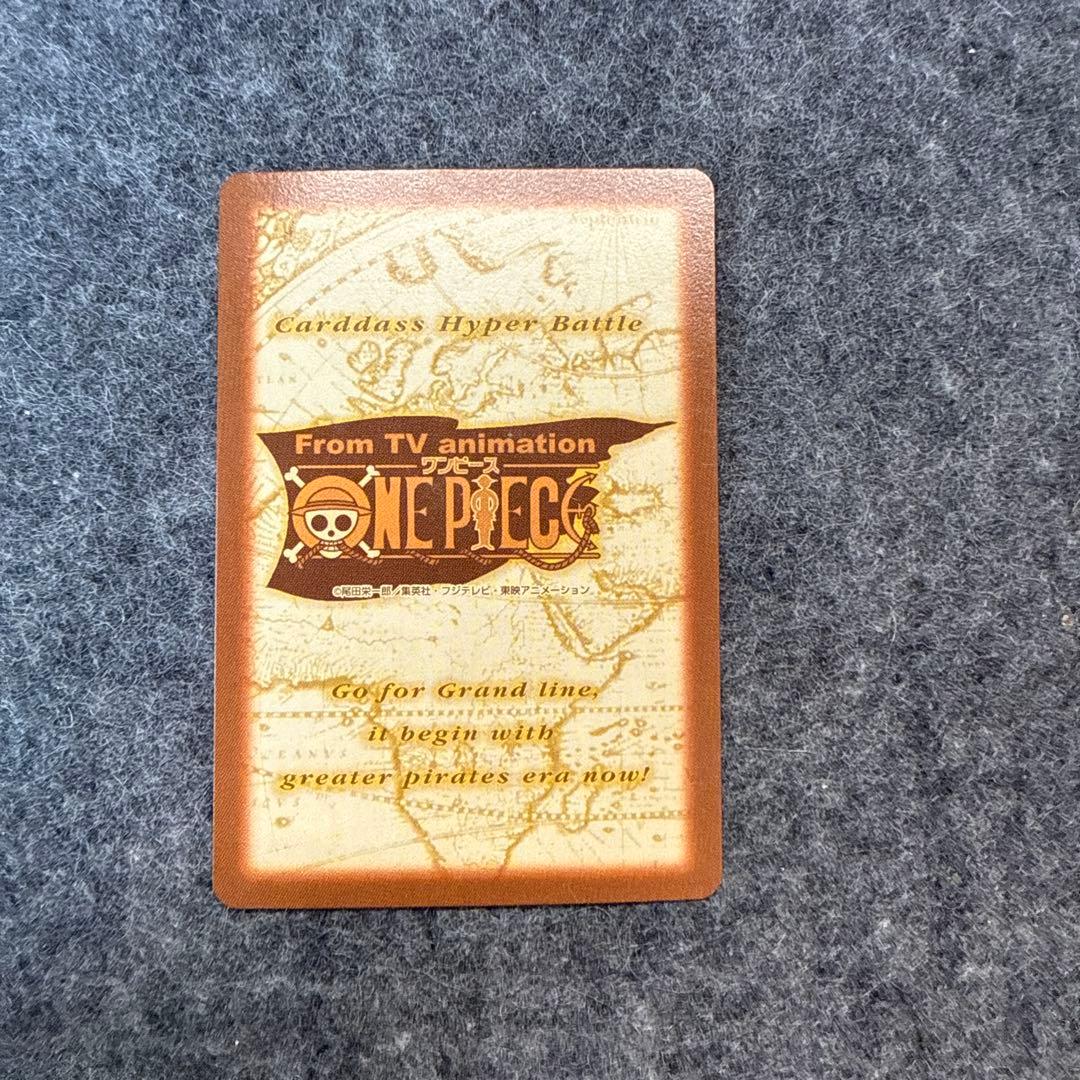 Septentrio
Carddass Hyper Battle
From TV animation
ワンピース
ONE PIECE
©尾田栄一郎／集英社・フジテレビ・東映アニメーション
Go for Grand line,
it begin with
greater pirates era now!